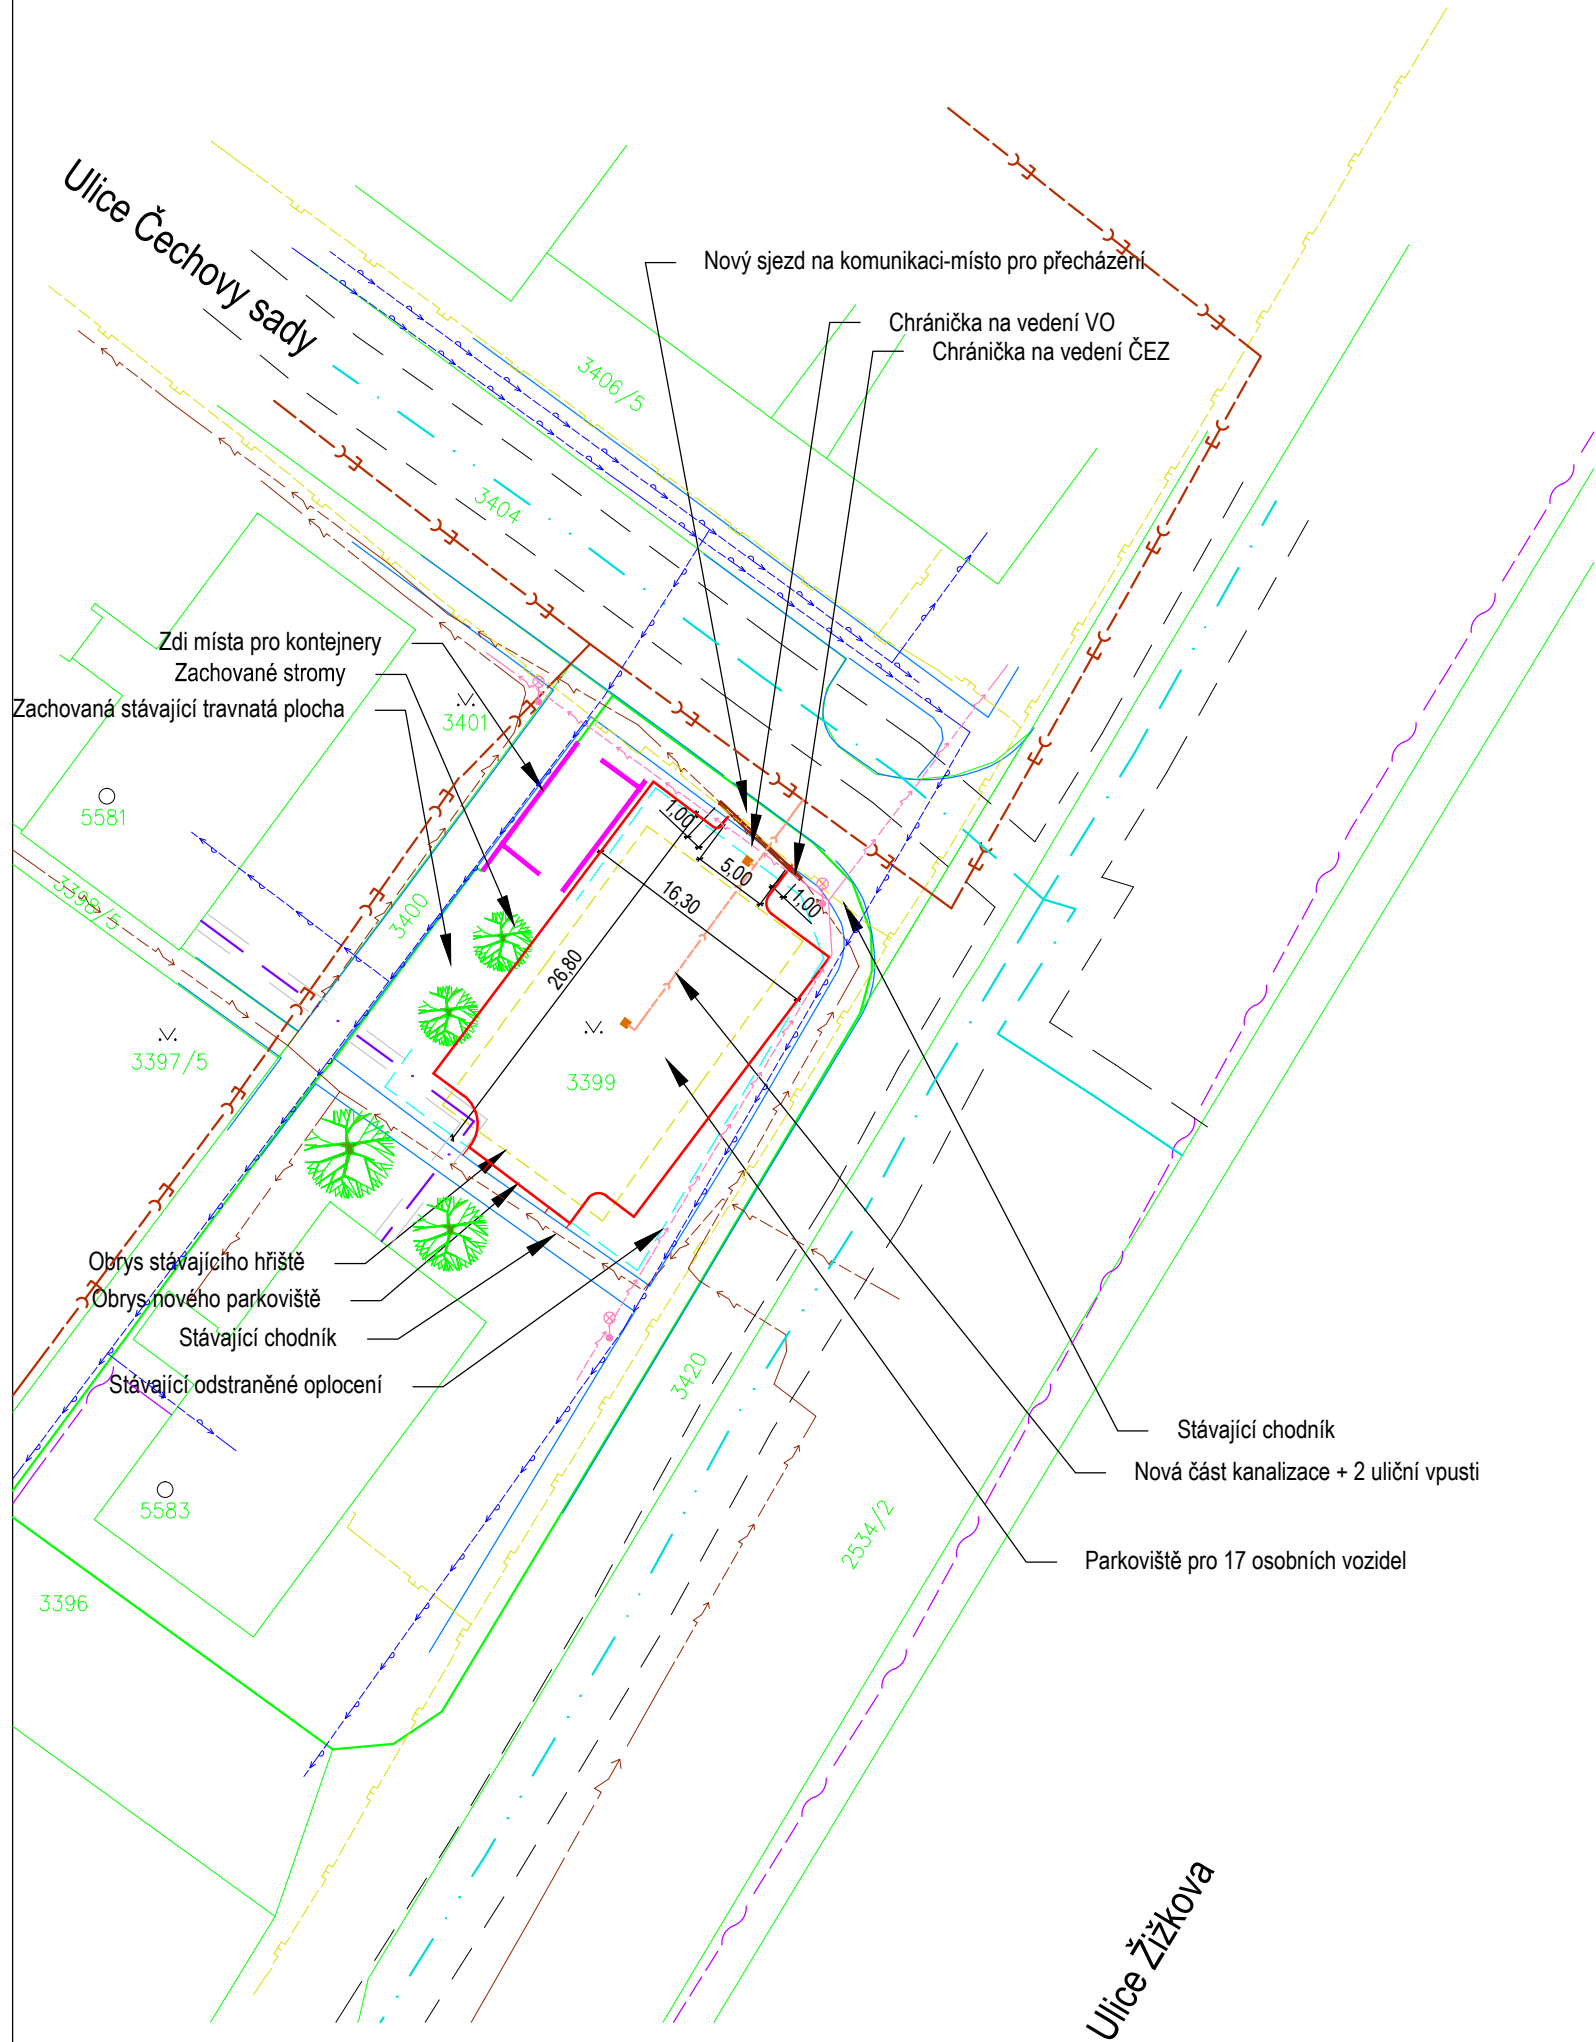 Ulice Čechovy sady
Nový sjezd na komunikaci-místo pro přecházení
Chránička na vedení VO
Chránička na vedení ČEZ
3406/5
3404
Zdi místa pro kontejnery
Zachované stromy
Zachovaná stávající travnatá plocha
3401
5581
3398/5
3400
1,00
5,00
1,00
16,30
26,80
3397/5
3399
Obrys stávajícího hřiště
Obrys nového parkoviště
Stávající chodník
Stávající odstraněné oplocení
3420
Stávající chodník
Nová část kanalizace + 2 uliční vpusti
Parkoviště pro 17 osobních vozidel
5583
2534/2
3396
Ulice Žižkova